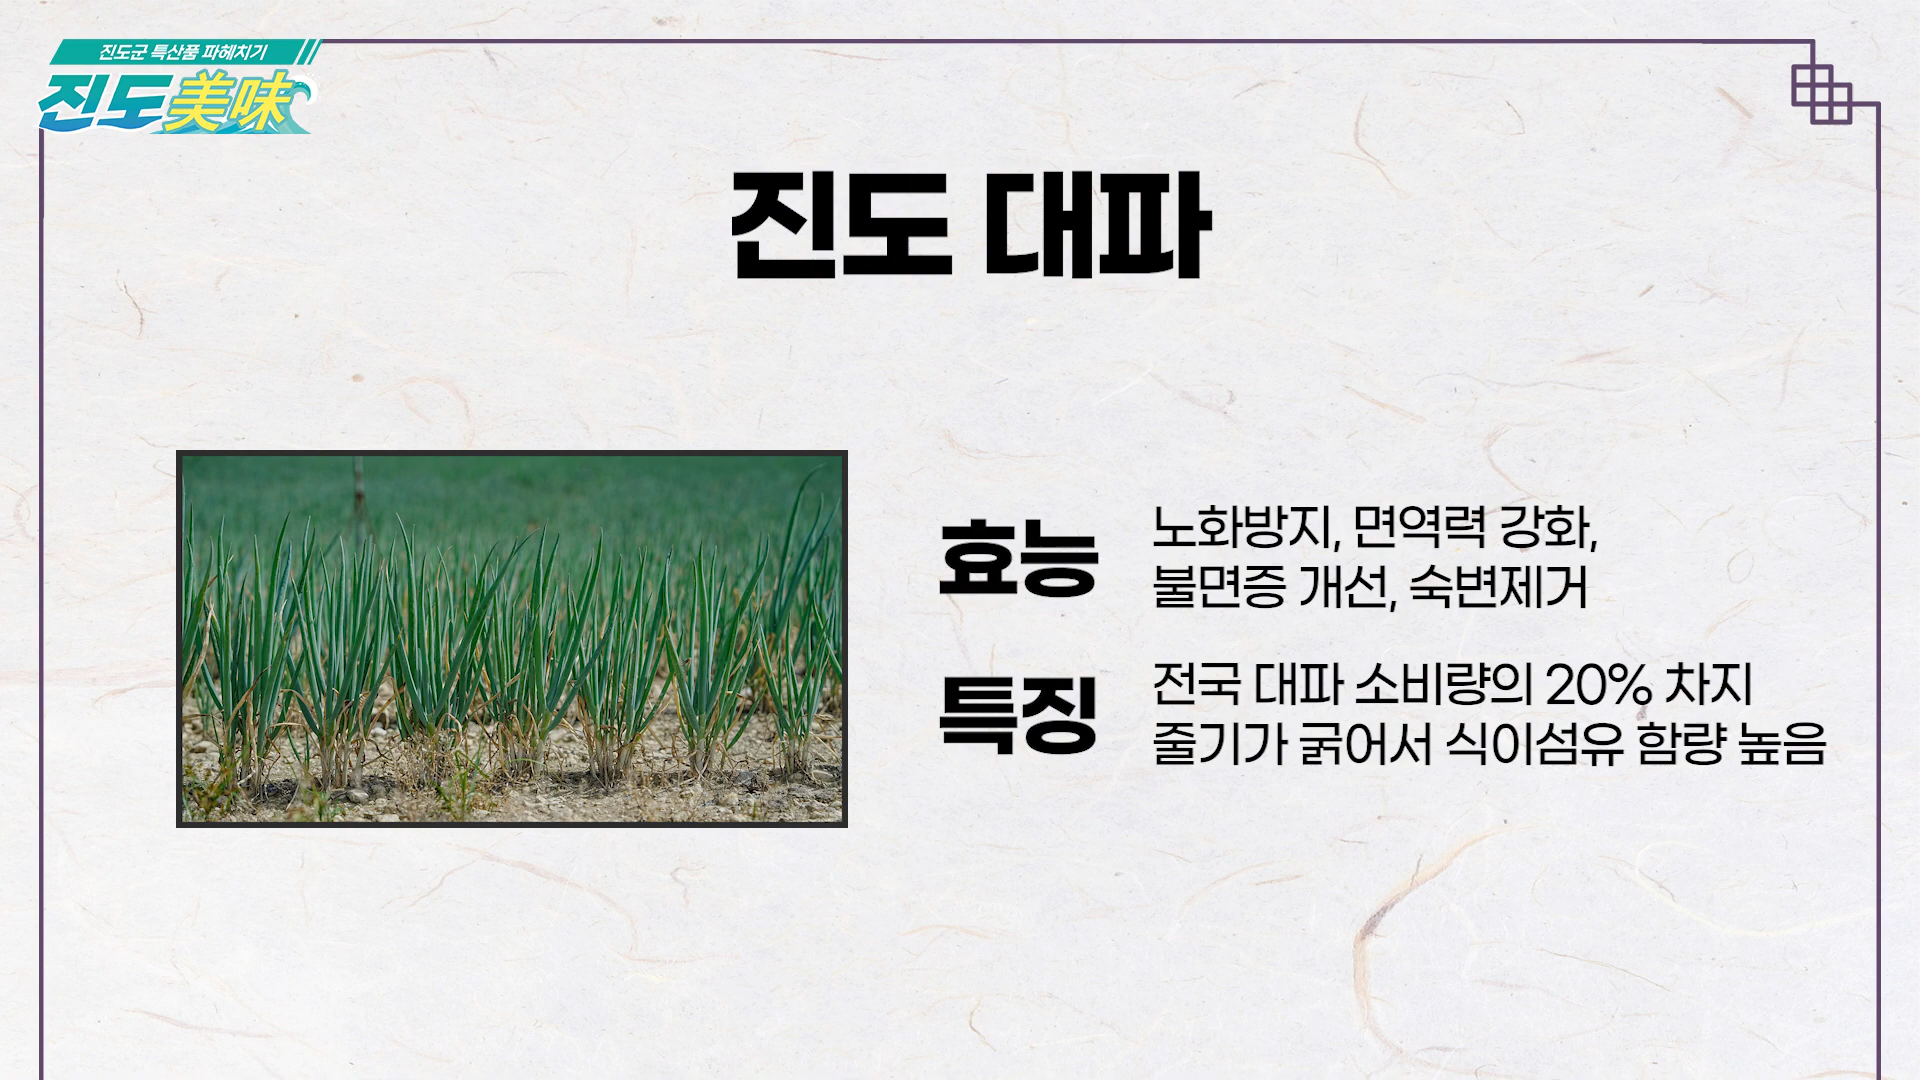 진도군 특산품 파헤치기
진도美味
진도 대파
효능
노화방지, 면역력 강화,
불면증 개선, 숙변제거
특징
전국 대파 소비량의 20% 차지
줄기가 굵어서 식이섬유 함량 높음